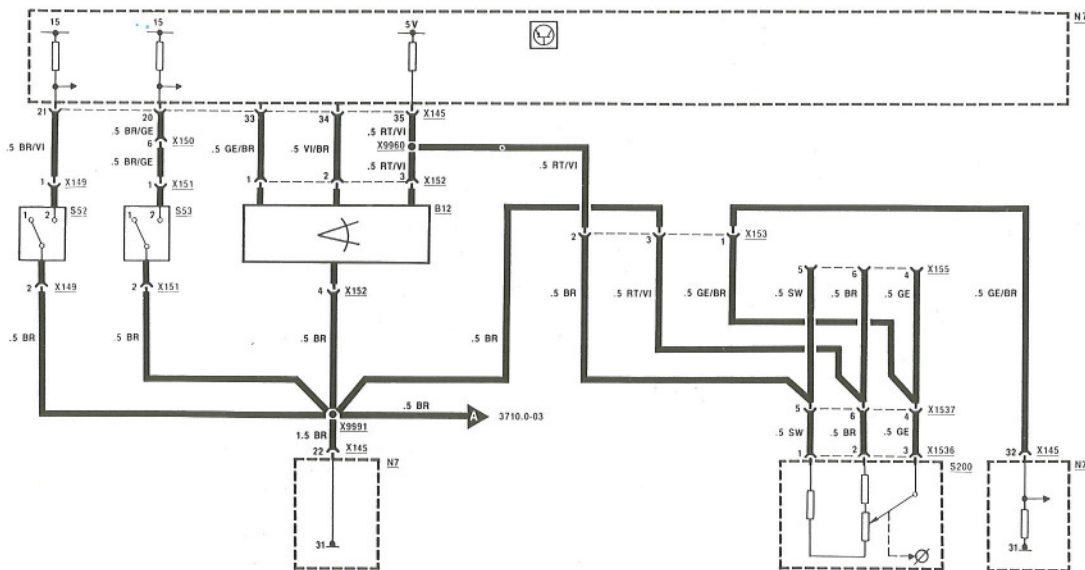 15 15 5 V N7
21 20 33 34 35 X145
.5 BR/GE .5 RT/VI
6 X150 X9960
.5 BR/VI .5 GE/BR .5 VI/BR
.5 BR/GE .5 RT/VI .5 RT/VI
1 X149 1 X151 1 2 3 X152
1 2 S52 1 2 S53 B12
2 3 1 X153
5 6 4 X155
2 X149 2 X151 4 X152
.5 BR .5 RT/VI .5 GE/BR .5 SW .5 BR .5 GE .5 GE/BR
.5 BR .5 BR .5 BR .5 BR
.5 BR A 3710.0-03
X9991
5 6 4 X1537
1.5 BR .5 SW .5 BR .5 GE
22 X145 1 2 3 X1536 32 X145
N7 S200 N7
31 31